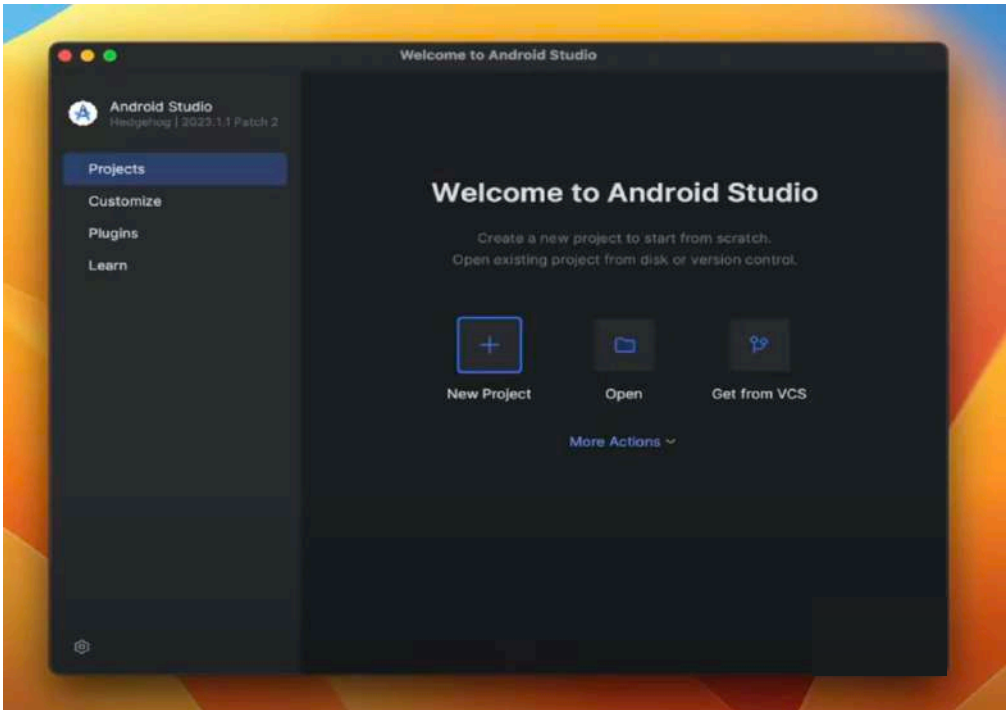 Welcome to Android Studio
Android Studio
Hedgehog | 2023.1.1 Patch 2
Projects
Customize
Plugins
Learn
Welcome to Android Studio
Create a new project to start from scratch.
Open existing project from disk or version control.
New Project
Open
Get from VCS
More Actions